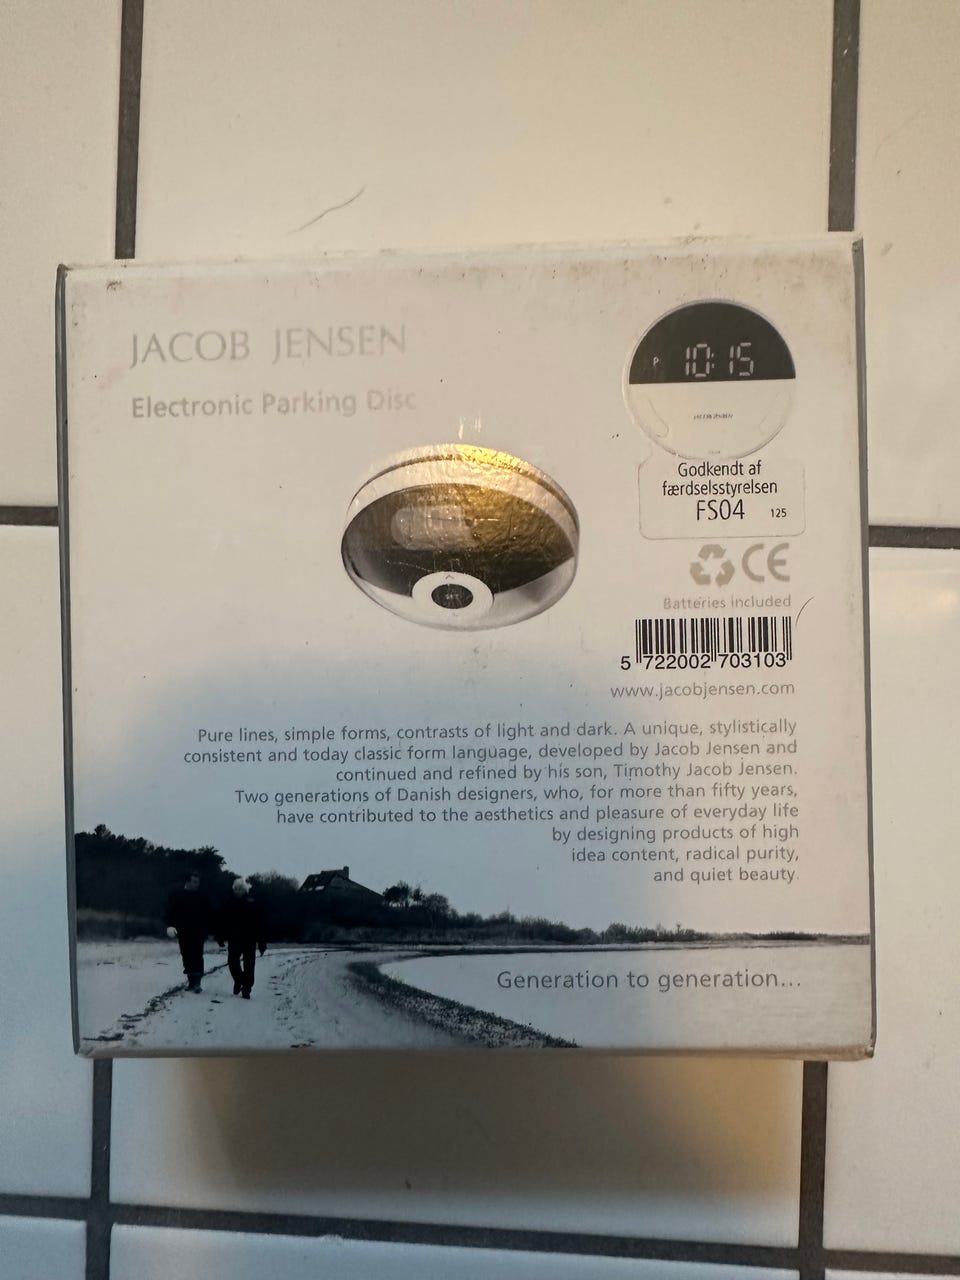 JACOB JENSEN
Electronic Parking Disc
P 10:15
JACOB JENSEN
SET
Godkendt af
færdselsstyrelsen
FS04 125
CE
Batteries included
5 722002 703103
www.jacobjensen.com
Pure lines, simple forms, contrasts of light and dark. A unique, stylistically
consistent and today classic form language, developed by Jacob Jensen and
continued and refined by his son, Timothy Jacob Jensen.
Two generations of Danish designers, who, for more than fifty years,
have contributed to the aesthetics and pleasure of everyday life
by designing products of high
idea content, radical purity,
and quiet beauty.
Generation to generation...